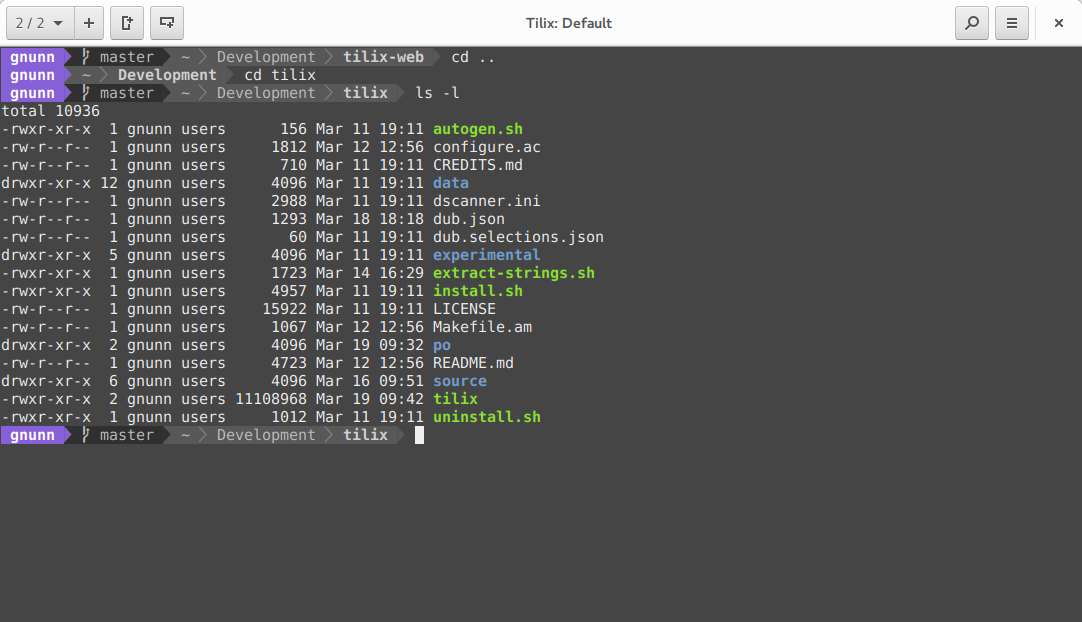 2 / 2 Tilix: Default
gnunn master ~ Development tilix-web cd ..
gnunn ~ Development cd tilix
gnunn master ~ Development tilix ls -l
total 10936
-rwxr-xr-x  1 gnunn users      156 Mar 11 19:11 autogen.sh
-rw-r--r--  1 gnunn users     1812 Mar 12 12:56 configure.ac
-rw-r--r--  1 gnunn users      710 Mar 11 19:11 CREDITS.md
drwxr-xr-x 12 gnunn users     4096 Mar 11 19:11 data
-rw-r--r--  1 gnunn users     2988 Mar 11 19:11 dscanner.ini
-rw-r--r--  1 gnunn users     1293 Mar 18 18:18 dub.json
-rw-r--r--  1 gnunn users       60 Mar 11 19:11 dub.selections.json
drwxr-xr-x  5 gnunn users     4096 Mar 11 19:11 experimental
-rwxr-xr-x  1 gnunn users     1723 Mar 14 16:29 extract-strings.sh
-rwxr-xr-x  1 gnunn users     4957 Mar 11 19:11 install.sh
-rw-r--r--  1 gnunn users    15922 Mar 11 19:11 LICENSE
-rw-r--r--  1 gnunn users     1067 Mar 12 12:56 Makefile.am
drwxr-xr-x  2 gnunn users     4096 Mar 19 09:32 po
-rw-r--r--  1 gnunn users     4723 Mar 12 12:56 README.md
drwxr-xr-x  6 gnunn users     4096 Mar 16 09:51 source
-rwxr-xr-x  2 gnunn users 11108968 Mar 19 09:42 tilix
-rwxr-xr-x  1 gnunn users     1012 Mar 11 19:11 uninstall.sh
gnunn master ~ Development tilix